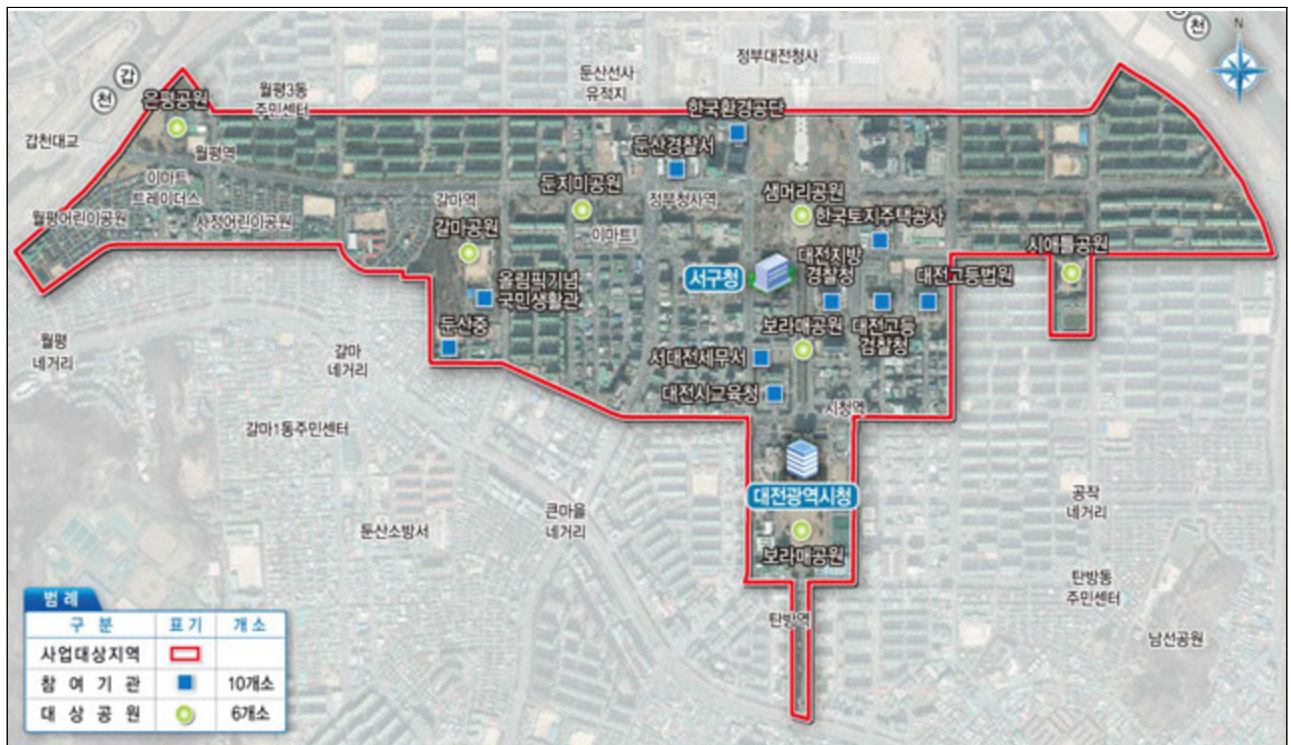 천
N
정부대전청사
갑
천
둔산선사
유적지
월평3동
주민센터
은평공원
한국환경공단
갑천대교
둔산경찰서
월평역
이마트
트레이더스
둔지미공원
샘머리공원
갈마역
정부청사역
월평어린이공원
사정어린이공원
갈마공원
이마트
한국토지주택공사
시애틀공원
대전지방
경찰청
서구청
올림픽기념
국민생활관
대전고등법원
둔산중
보라매공원
대전고등
검찰청
월평
네거리
갈마
네거리
서대전세무서
대전시교육청
시청역
갈마1동주민센터
대전광역시청
공작
네거리
큰마을
네거리
둔산소방서
보라매공원
탄방동
주민센터
탄방역
남선공원
범례
구 분 표 기 개 소
사업대상지역
참 여 기 관 10개소
대 상 공 원 6개소